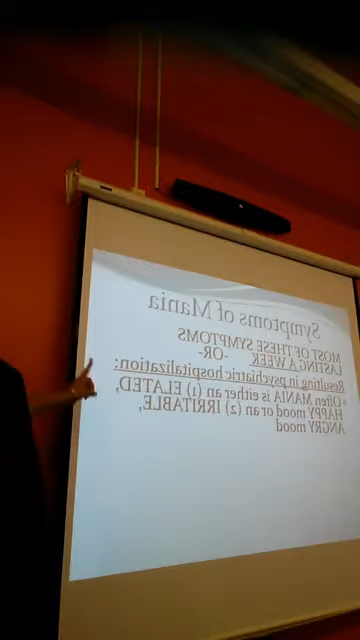 Symptoms of Mania
MOST OF THESE SYMPTOMS
LASTING A WEEK -OR-
Resulting in psychiatric hospitalization:
• Often MANIA is either an (1) ELATED,
HAPPY mood or an (2) IRRITABLE,
ANGRY mood